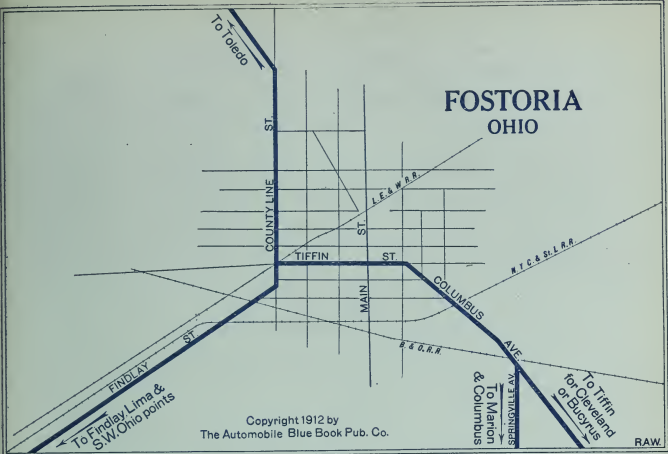 To Toledo
FOSTORIA
OHIO
ST.
COUNTY LINE
L.E. & W. R.R.
ST.
MAIN
TIFFIN ST.
N.Y.C. & St. L R.R.
COLUMBUS
AVE
B. & O. R.R.
FINDLAY ST.
To Findlay Lima &
S.W. Ohio points
SPRINGVILLE AV.
To Marion
& Columbus
To Tiffin
for Cleveland
or Bucyrus
Copyright 1912 by
The Automobile Blue Book Pub. Co.
R.A.W.